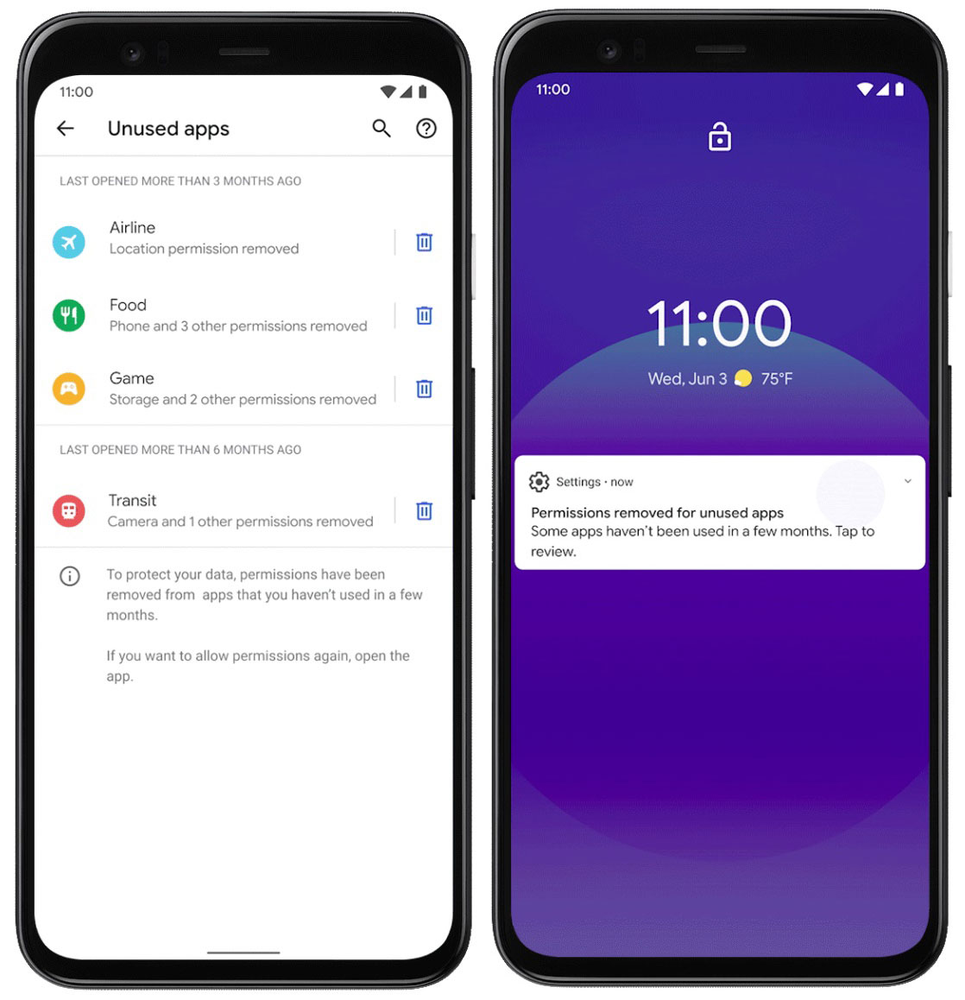 11:00
Unused apps
LAST OPENED MORE THAN 3 MONTHS AGO
Airline
Location permission removed
Food
Phone and 3 other permissions removed
Game
Storage and 2 other permissions removed
LAST OPENED MORE THAN 6 MONTHS AGO
Transit
Camera and 1 other permissions removed
To protect your data, permissions have been
removed from apps that you haven't used in a few
months.
If you want to allow permissions again, open the
app.
11:00
11:00
Wed, Jun 3 75°F
Settings · now
Permissions removed for unused apps
Some apps haven't been used in a few months. Tap to
review.